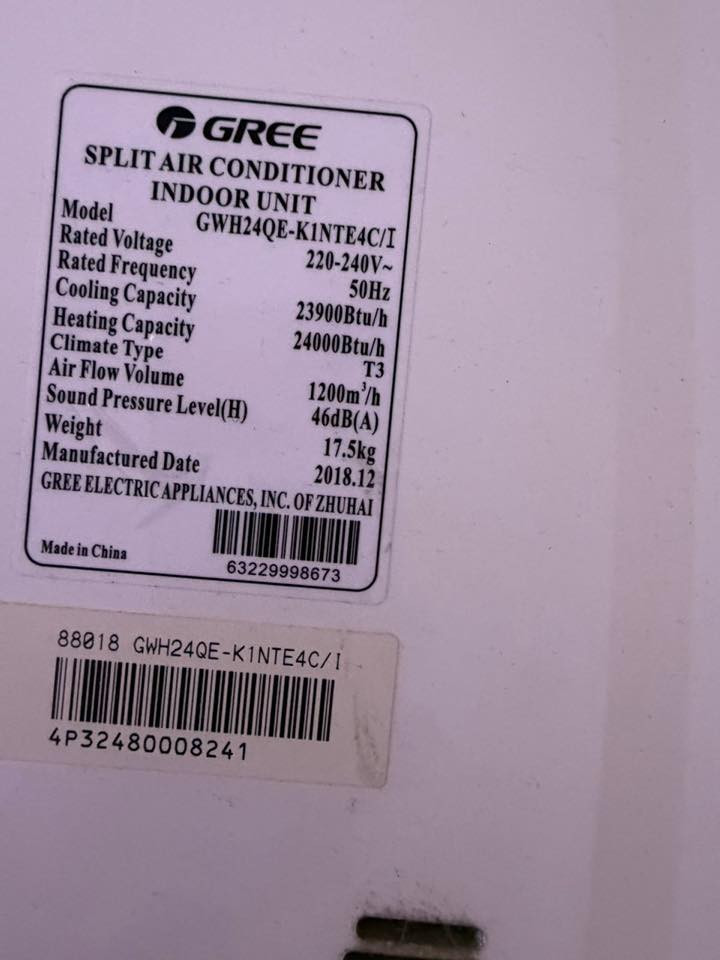 GREE
SPLIT AIR CONDITIONER
INDOOR UNIT
Model GWH24QE-K1NTE4C/I
Rated Voltage 220-240V~
Rated Frequency 50Hz
Cooling Capacity 23900Btu/h
Heating Capacity 24000Btu/h
Climate Type T3
Air Flow Volume 1200m³/h
Sound Pressure Level(H) 46dB(A)
Weight 17.5kg
Manufactured Date 2018.12
GREE ELECTRIC APPLIANCES, INC. OF ZHUHAI
Made in China
63229998673
88018 GWH24QE-K1NTE4C/I
4P32480008241